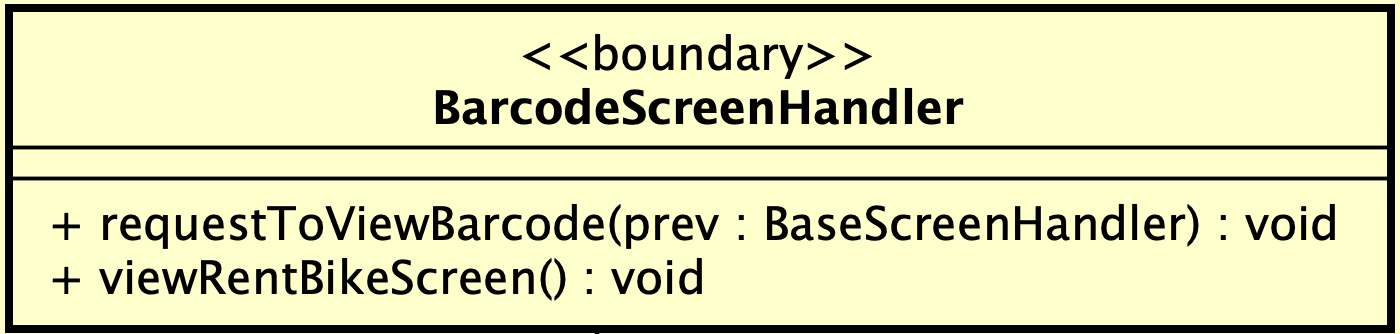 <<boundary>>
BarcodeScreenHandler
+ requestToViewBarcode(prev : BaseScreenHandler) : void
+ viewRentBikeScreen() : void